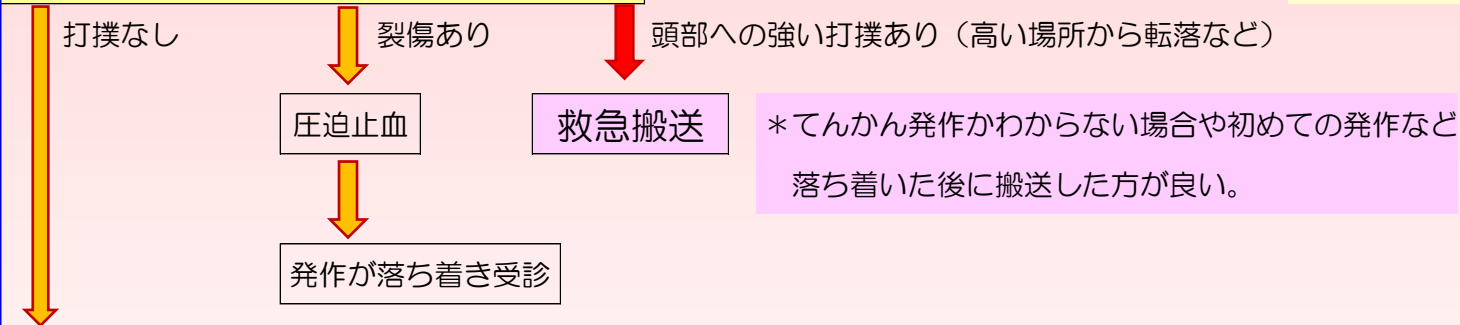 打撲なし
裂傷あり
頭部への強い打撲あり（高い場所から転落など）
圧迫止血
救急搬送
＊てんかん発作かわからない場合や初めての発作など
落ち着いた後に搬送した方が良い。
発作が落ち着き受診